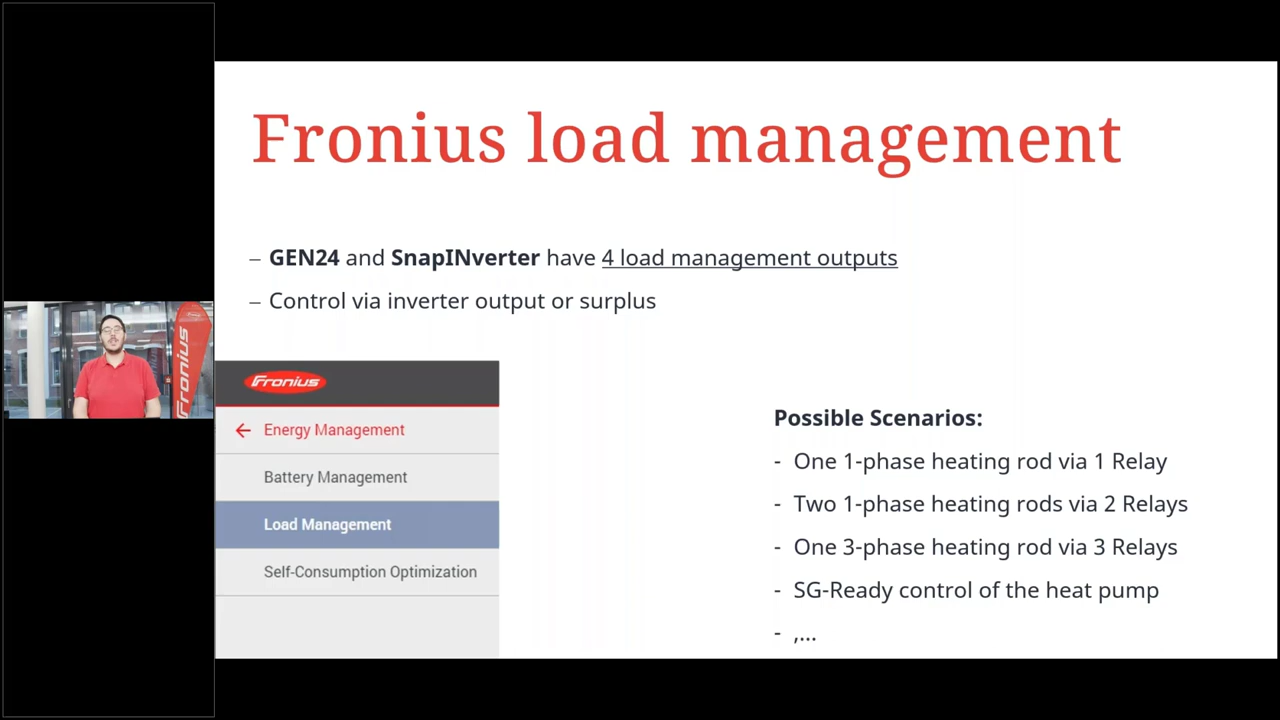 Fronius load management
– GEN24 and SnapINverter have 4 load management outputs
– Control via inverter output or surplus
Fronius
Energy Management
Battery Management
Load Management
Self-Consumption Optimization
Possible Scenarios:
- One 1-phase heating rod via 1 Relay
- Two 1-phase heating rods via 2 Relays
- One 3-phase heating rod via 3 Relays
- SG-Ready control of the heat pump
- ,...
Fronius